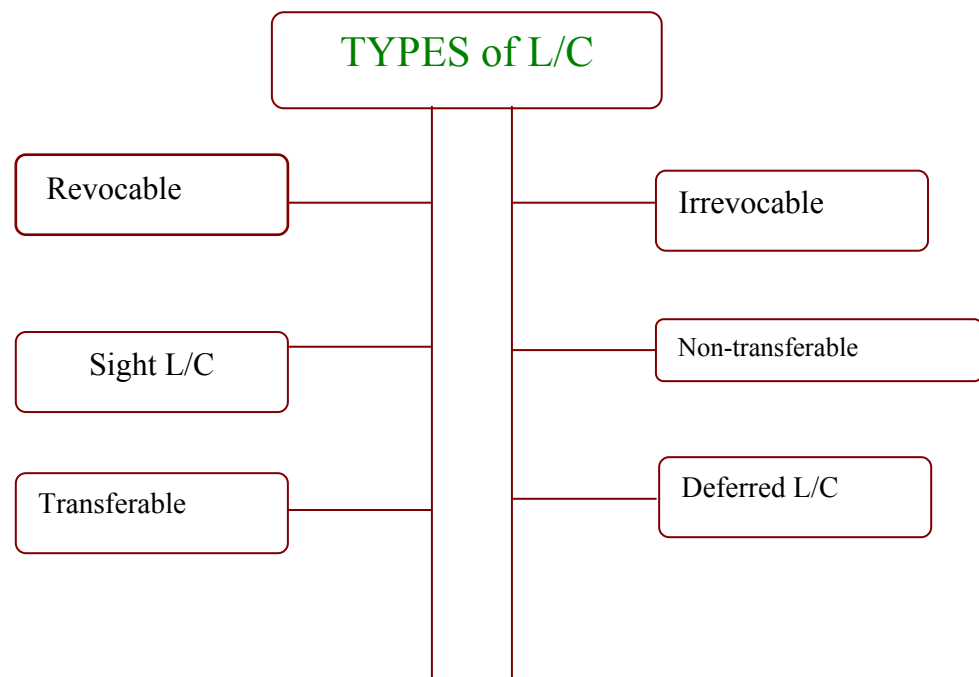 TYPES of L/C
Revocable
Irrevocable
Sight L/C
Non-transferable
Transferable
Deferred L/C